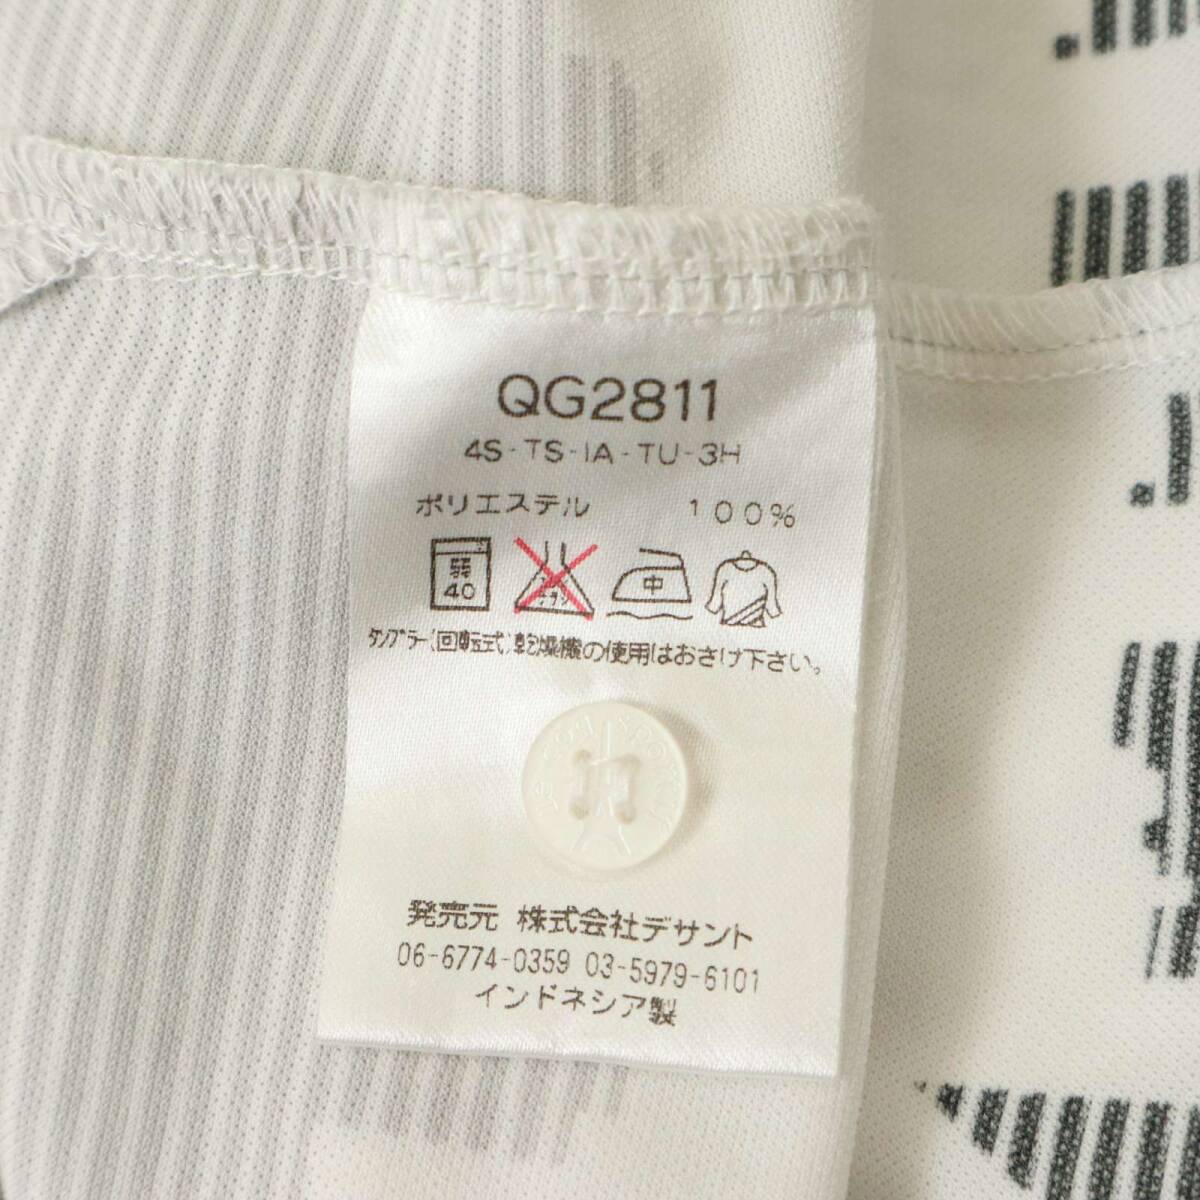 QG2811
4S-TS-IA-TU-3H
ポリエステル 100%
弱 40 中
タンブラー(回転式)乾燥機の使用はおさけ下さい。
発売元 株式会社デサント
06-6774-0359 03-5979-6101
インドネシア製